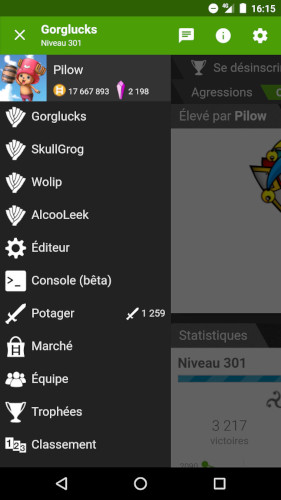 16:15
Gorglucks
Niveau 301
Pilow
17 667 893 2 198
Gorglucks
SkullGrog
Wolip
AlcooLeek
Éditeur
Console (bêta)
Potager 1 259
Marché
Équipe
Trophées
Classement
Se désinscri
Agressions
Élevé par Pilow
Statistiques
Niveau 301
3 217
victoires